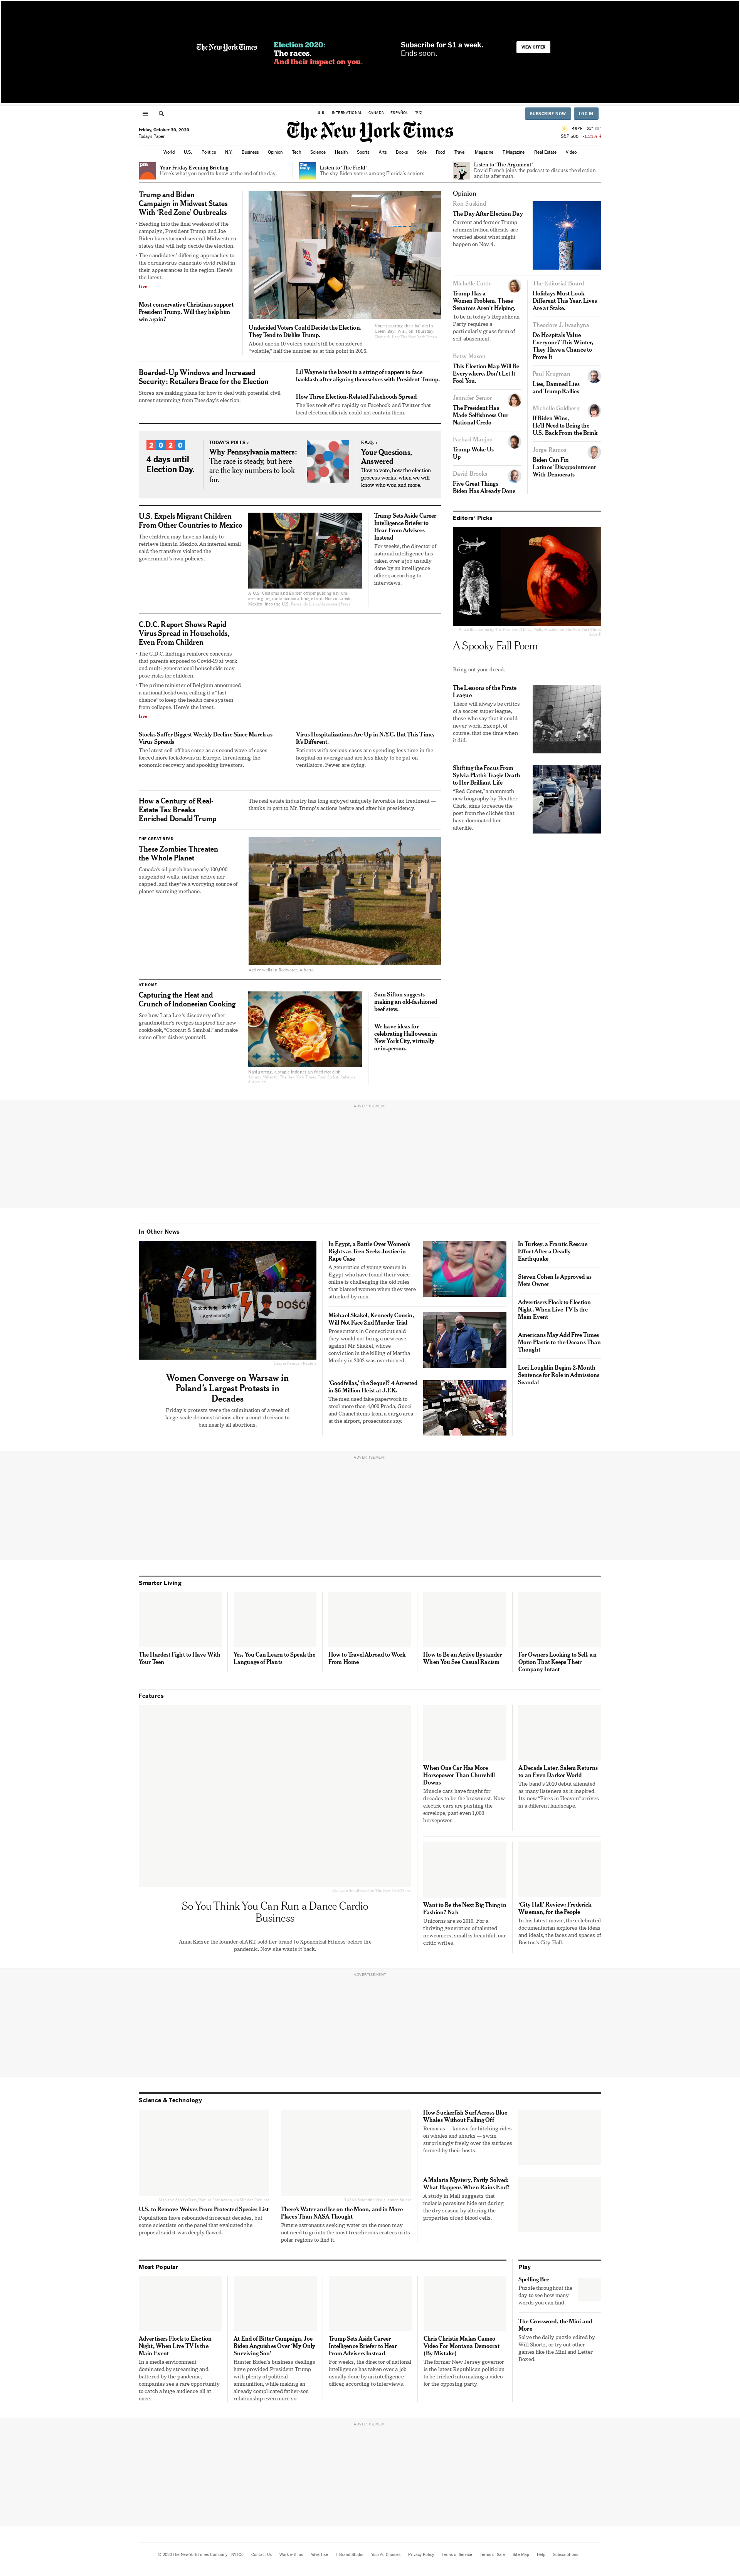 The New York Times
Election 2020:
The races.
And their impact on you.
Subscribe for $1 a week.
Ends soon.
VIEW OFFER
U.S.
INTERNATIONAL
CANADA
ESPAÑOL
中文
SUBSCRIBE NOW
LOG IN
Friday, October 30, 2020
Today's Paper
The New York Times
49°F
S&P 500 -1.21%
World U.S. Politics N.Y. Business Opinion Tech Science Health Sports Arts Books Style Food Travel Magazine T Magazine Real Estate Video
Your Friday Evening Briefing
Here's what you need to know at the end of the day.
Listen to 'The Field'
The shy Biden voters among Florida's seniors.
Listen to 'The Argument'
David French joins the podcast to discuss the election
and its aftermath.
Trump and Biden
Campaign in Midwest States
With 'Red Zone' Outbreaks
Heading into the final weekend of the
campaign, President Trump and Joe
Biden barnstormed several Midwestern
states that will help decide the election.
The candidates' differing approaches to
the coronavirus came into vivid relief in
their appearances in the region. Here's
the latest.
Live
Most conservative Christians support
President Trump. Will they help him
win again?
Undecided Voters Could Decide the Election.
They Tend to Dislike Trump.
About one in 10 voters could still be considered
"volatile," half the number as at this point in 2016.
Voters casting their ballots in
Green Bay, Wis., on Thursday.
Boarded-Up Windows and Increased
Security: Retailers Brace for the Election
Stores are making plans for how to deal with potential civil
unrest stemming from Tuesday's election.
Lil Wayne is the latest in a string of rappers to face
backlash after aligning themselves with President Trump.
How Three Election-Related Falsehoods Spread
The lies took off so rapidly on Facebook and Twitter that
local election officials could not contain them.
2020
4 days until
Election Day.
TODAY'S POLLS ›
Why Pennsylvania matters:
The race is steady, but here
are the key numbers to look
for.
F.A.Q. ›
Your Questions,
Answered
How to vote, how the election
process works, when we will
know who won and more.
U.S. Expels Migrant Children
From Other Countries to Mexico
The children may have no family to
retrieve them in Mexico. An internal email
said the transfers violated the
government's own policies.
A U.S. Customs and Border officer guiding asylum-
seeking migrants across a bridge from Nuevo Laredo,
Mexico, into the U.S.
Trump Sets Aside Career
Intelligence Briefer to
Hear From Advisers
Instead
For weeks, the director of
national intelligence has
taken over a job usually
done by an intelligence
officer, according to
interviews.
C.D.C. Report Shows Rapid
Virus Spread in Households,
Even From Children
The C.D.C. findings reinforce concerns
that parents exposed to Covid-19 at work
and multi-generational households may
pose risks for children.
The prime minister of Belgium announced
a national lockdown, calling it a "last
chance" to keep the health care system
from collapse. Here's the latest.
Live
Stocks Suffer Biggest Weekly Decline Since March as
Virus Spreads
The latest sell-off has come as a second wave of cases
forced more lockdowns in Europe, threatening the
economic recovery and spooking investors.
Virus Hospitalizations Are Up in N.Y.C. But This Time,
It's Different.
Patients with serious cases are spending less time in the
hospital on average and are less likely to be put on
ventilators. Fewer are dying.
How a Century of Real-
Estate Tax Breaks
Enriched Donald Trump
The real estate industry has long enjoyed uniquely favorable tax treatment —
thanks in part to Mr. Trump's actions before and after his presidency.
THE GREAT READ
These Zombies Threaten
the Whole Planet
Canada's oil patch has nearly 100,000
suspended wells, neither active nor
capped, and they're a worrying source of
planet-warming methane.
Active wells in Bellwater, Alberta.
AT HOME
Capturing the Heat and
Crunch of Indonesian Cooking
See how Lara Lee's discovery of her
grandmother's recipes inspired her new
cookbook, "Coconut & Sambal," and make
some of her dishes yourself.
Nasi goreng, a staple Indonesian fried rice dish.
Sam Sifton suggests
making an old-fashioned
beef stew.
We have ideas for
celebrating Halloween in
New York City, virtually
or in-person.
Opinion
Ron Suskind
The Day After Election Day
Current and former Trump
administration officials are
worried about what might
happen on Nov. 4.
Michelle Cottle
Trump Has a
Women Problem. These
Senators Aren't Helping.
To be in today's Republican
Party requires a
particularly gross form of
self-abasement.
Betsy Mason
This Election Map Will Be
Everywhere. Don't Let It
Fool You.
Jennifer Senior
The President Has
Made Selfishness Our
National Credo
Farhad Manjoo
Trump Woke Us
Up
David Brooks
Five Great Things
Biden Has Already Done
The Editorial Board
Holidays Must Look
Different This Year. Lives
Are at Stake.
Theodore J. Iwashyna
Do Hospitals Value
Everyone? This Winter,
They Have a Chance to
Prove It
Paul Krugman
Lies, Damned Lies
and Trump Rallies
Michelle Goldberg
If Biden Wins,
He'll Need to Bring the
U.S. Back From the Brink
Jorge Ramos
Biden Can Fix
Latinos' Disappointment
With Democrats
Editors' Picks
A Spooky Fall Poem
Bring out your dread.
The Lessons of the Pirate
League
There will always be critics
of a soccer super league,
those who say that it could
never work. Except, of
course, that one time when
it did.
Shifting the Focus From
Sylvia Plath's Tragic Death
to Her Brilliant Life
"Red Comet," a mammoth
new biography by Heather
Clark, aims to rescue the
poet from the clichés that
have dominated her
afterlife.
ADVERTISEMENT
In Other News
Women Converge on Warsaw in
Poland's Largest Protests in
Decades
Friday's protests were the culmination of a week of
large-scale demonstrations after a court decision to
ban nearly all abortions.
In Egypt, a Battle Over Women's
Rights as Teen Seeks Justice in
Rape Case
A generation of young women in
Egypt who have found their voice
online is challenging the old rules
that blamed women when they were
attacked by men.
Michael Skakel, Kennedy Cousin,
Will Not Face 2nd Murder Trial
Prosecutors in Connecticut said
they would not bring a new case
against Mr. Skakel, whose
conviction in the killing of Martha
Moxley in 2002 was overturned.
'Goodfellas,' the Sequel? 4 Arrested
in $6 Million Heist at J.F.K.
The men used fake paperwork to
steal more than 4,000 Prada, Gucci
and Chanel items from a cargo area
at the airport, prosecutors say.
In Turkey, a Frantic Rescue
Effort After a Deadly
Earthquake
Steven Cohen Is Approved as
Mets Owner
Advertisers Flock to Election
Night, When Live TV Is the
Main Event
Americans May Add Five Times
More Plastic to the Oceans Than
Thought
Lori Loughlin Begins 2-Month
Sentence for Role in Admissions
Scandal
ADVERTISEMENT
Smarter Living
The Hardest Fight to Have With
Your Teen
Yes, You Can Learn to Speak the
Language of Plants
How to Travel Abroad to Work
From Home
How to Be an Active Bystander
When You See Casual Racism
For Owners Looking to Sell, an
Option That Keeps Their
Company Intact
Features
So You Think You Can Run a Dance Cardio
Business
Anna Kaiser, the founder of AKT, sold her brand to Xponential Fitness before the
pandemic. Now she wants it back.
When One Car Has More
Horsepower Than Churchill
Downs
Muscle cars have fought for
decades to be the brawniest. Now
electric cars are pushing the
envelope, past even 1,000
horsepower.
A Decade Later, Salem Returns
to an Even Darker World
The band's 2010 debut alienated
as many listeners as it inspired.
Its new "Fires in Heaven" arrives
in a different landscape.
Want to Be the Next Big Thing in
Fashion? Nah
Unicorns are so 2010. For a
thriving generation of talented
newcomers, small is beautiful, our
critic writes.
'City Hall' Review: Frederick
Wiseman, for the People
In his latest movie, the celebrated
documentarian explores the ideas
and ideals, the faces and spaces of
Boston's City Hall.
ADVERTISEMENT
Science & Technology
U.S. to Remove Wolves From Protected Species List
Populations have rebounded in recent decades, but
some scientists on the panel that evaluated the
proposal said it was deeply flawed.
There's Water and Ice on the Moon, and in More
Places Than NASA Thought
Future astronauts seeking water on the moon may
not need to go into the most treacherous craters in its
polar regions to find it.
How Suckerfish Surf Across Blue
Whales Without Falling Off
Remoras — known for hitching rides
on whales and sharks — swim
surprisingly freely over the surfaces
formed by their hosts.
A Malaria Mystery, Partly Solved:
What Happens When Rains End?
A study in Mali suggests that
malaria parasites hide out during
the dry season by altering the
properties of red blood cells.
Most Popular
Advertisers Flock to Election
Night, When Live TV Is the
Main Event
In a media environment
dominated by streaming and
battered by the pandemic,
companies see a rare opportunity
to catch a huge audience all at
once.
At End of Bitter Campaign, Joe
Biden Anguishes Over 'My Only
Surviving Son'
Hunter Biden's business dealings
have provided President Trump
with plenty of political
ammunition, while making an
already complicated father-son
relationship even more so.
Trump Sets Aside Career
Intelligence Briefer to Hear
From Advisers Instead
For weeks, the director of national
intelligence has taken over a job
usually done by an intelligence
officer, according to interviews.
Chris Christie Makes Cameo
Video For Montana Democrat
(By Mistake)
The former New Jersey governor
is the latest Republican politician
to be tricked into making a video
for the opposing party.
Play
Spelling Bee
Puzzle throughout the
day to see how many
words you can find.
The Crossword, the Mini and
More
Solve the daily puzzle edited by
Will Shortz, or try out other
games like the Mini and Letter
Boxed.
ADVERTISEMENT
© 2020 The New York Times Company NYTCo Contact Us Work with us Advertise T Brand Studio Your Ad Choices Privacy Policy Terms of Service Terms of Sale Site Map Help Subscriptions